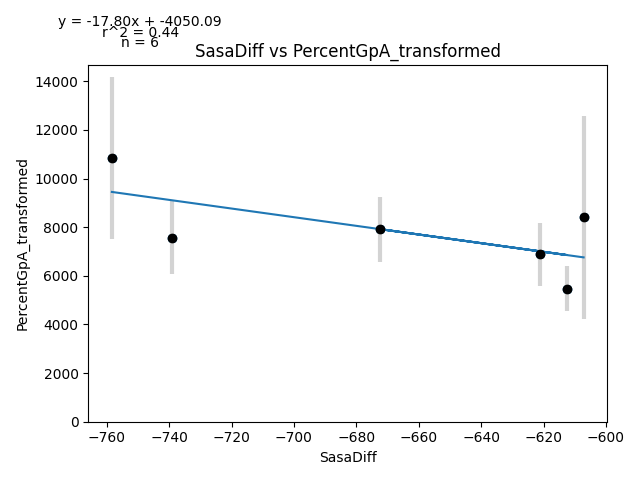 y = -17.80x + -4050.09
r^2 = 0.44
n = 6
SasaDiff vs PercentGpA_transformed
14000
12000
10000
8000
6000
4000
2000
0
PercentGpA_transformed
−760 −740 −720 −700 −680 −660 −640 −620 −600
SasaDiff